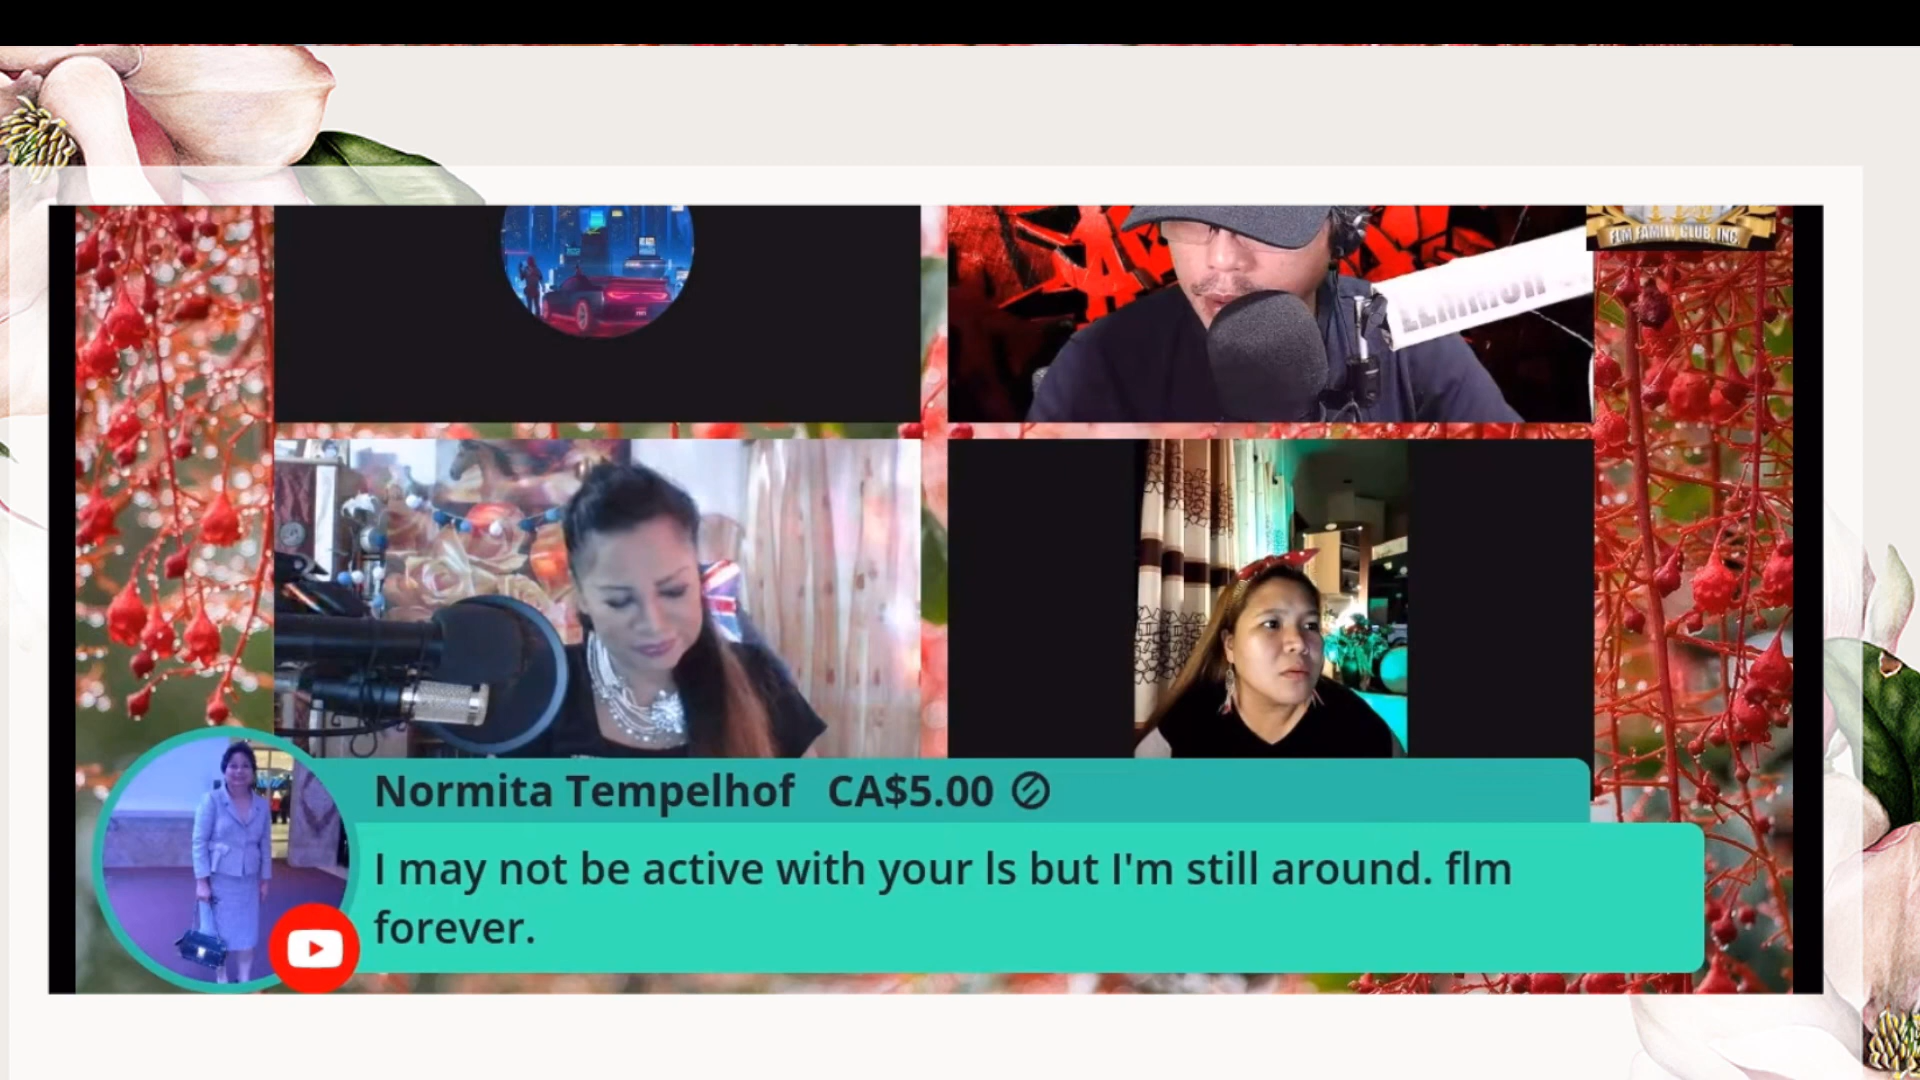 FLM FAMILY CLUB, INC.
Normita Tempelhof CA$5.00
I may not be active with your ls but I'm still around. flm
forever.